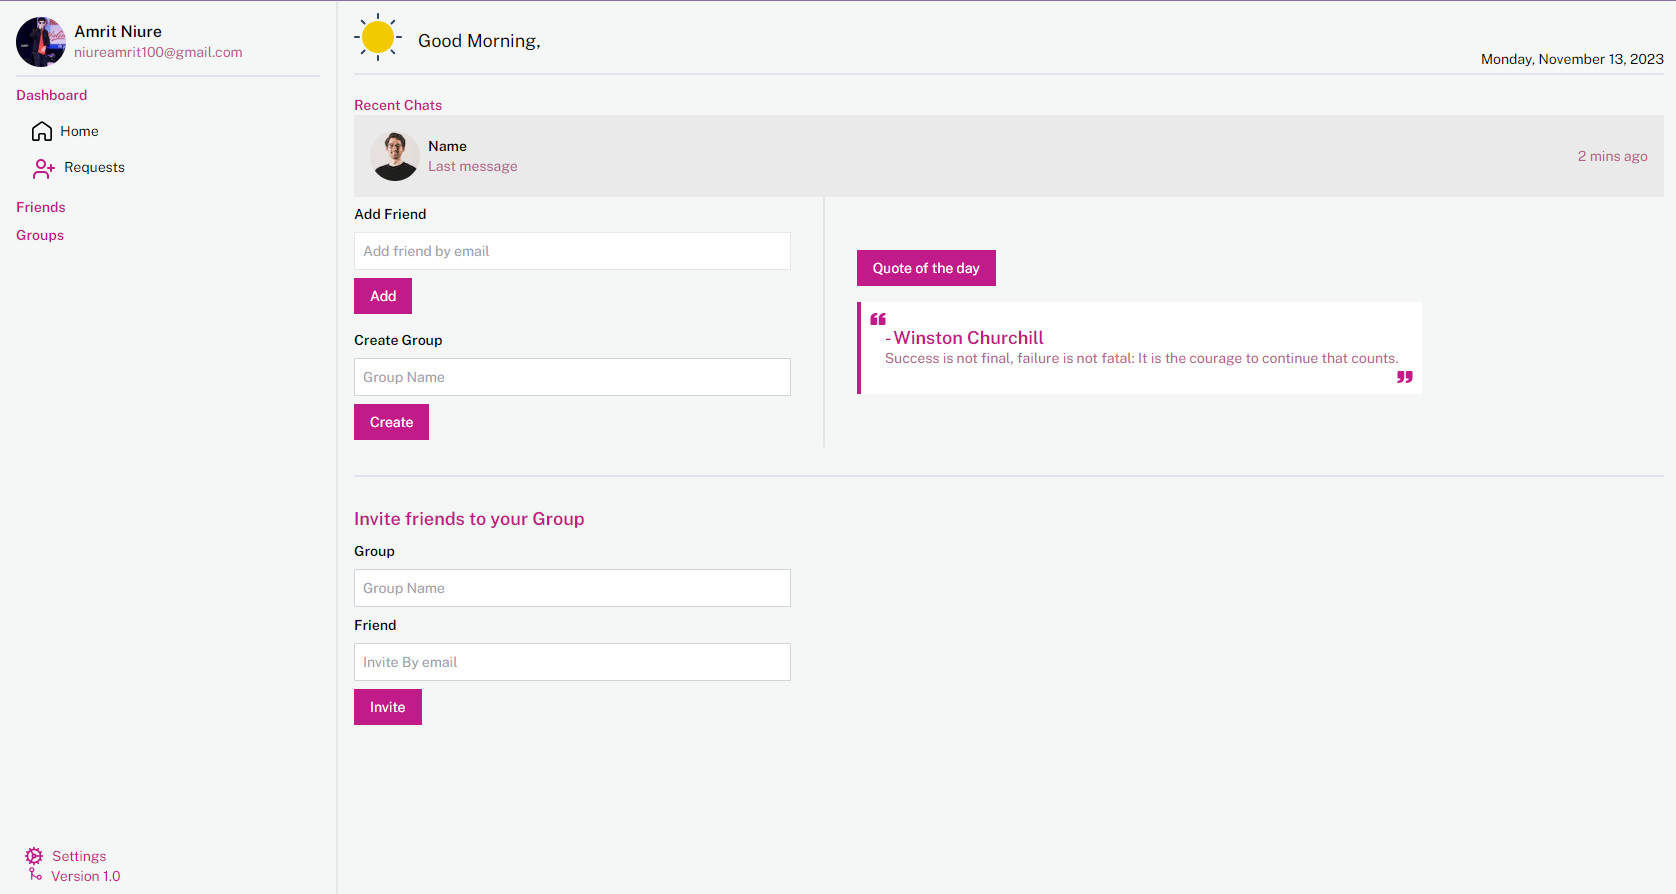 Amrit Niure
niureamrit100@gmail.com
Dashboard
Home
Requests
Friends
Groups
Settings
Version 1.0
Good Morning,
Monday, November 13, 2023
Recent Chats
Name
Last message
2 mins ago
Add Friend
Add friend by email
Add
Create Group
Group Name
Create
Quote of the day
❝
- Winston Churchill
Success is not final, failure is not fatal: It is the courage to continue that counts.
❞
Invite friends to your Group
Group
Group Name
Friend
Invite By email
Invite